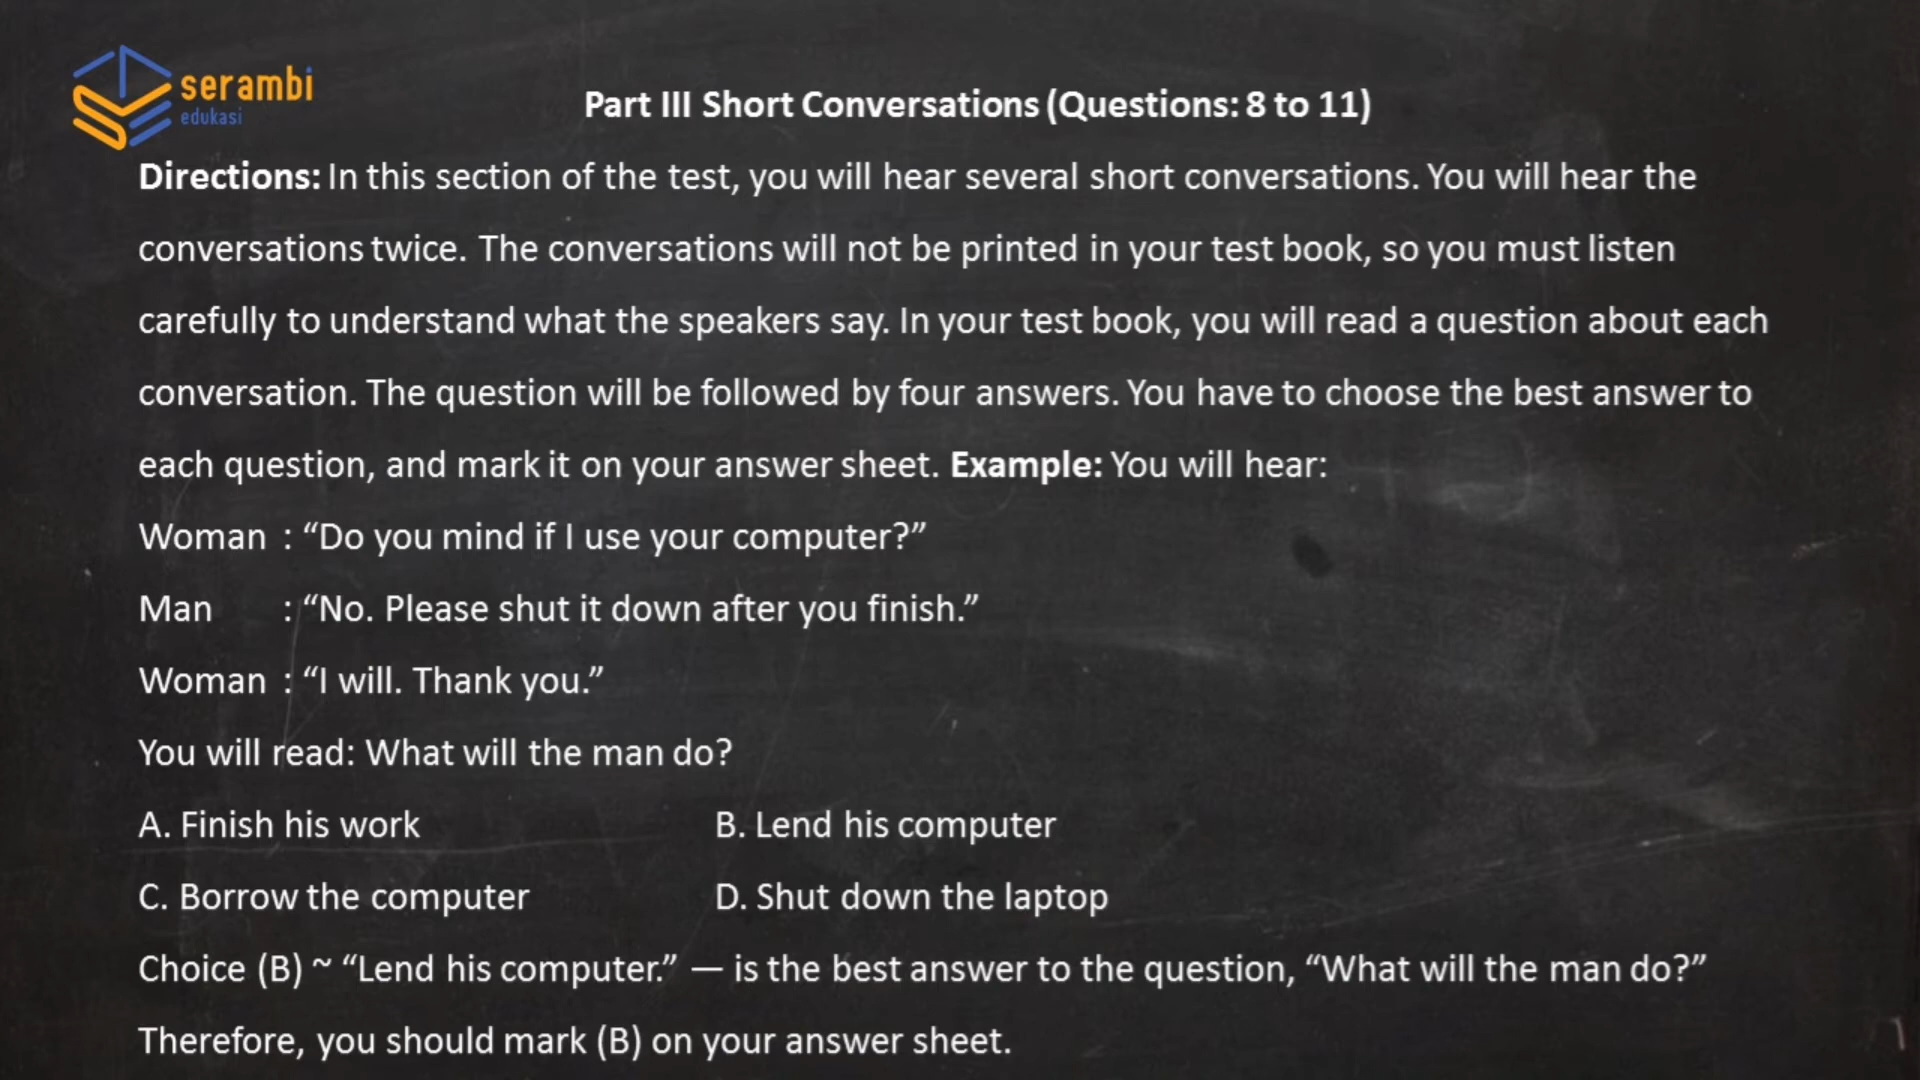 serambi
edukasi
Part III Short Conversations (Questions: 8 to 11)
Directions: In this section of the test, you will hear several short conversations. You will hear the
conversations twice. The conversations will not be printed in your test book, so you must listen
carefully to understand what the speakers say. In your test book, you will read a question about each
conversation. The question will be followed by four answers. You have to choose the best answer to
each question, and mark it on your answer sheet. Example: You will hear:
Woman : “Do you mind if I use your computer?”
Man : “No. Please shut it down after you finish.”
Woman : “I will. Thank you.”
You will read: What will the man do?
A. Finish his work B. Lend his computer
C. Borrow the computer D. Shut down the laptop
Choice (B) ~ “Lend his computer.” — is the best answer to the question, “What will the man do?”
Therefore, you should mark (B) on your answer sheet.